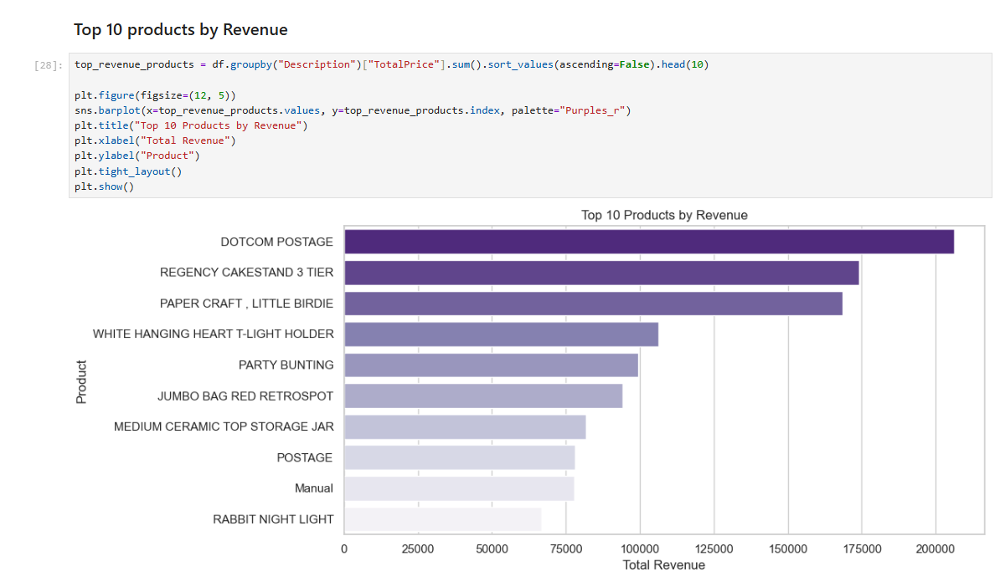 Top 10 products by Revenue
[28]:
top_revenue_products = df.groupby("Description")["TotalPrice"].sum().sort_values(ascending=False).head(10)
plt.figure(figsize=(12, 5))
sns.barplot(x=top_revenue_products.values, y=top_revenue_products.index, palette="Purples_r")
plt.title("Top 10 Products by Revenue")
plt.xlabel("Total Revenue")
plt.ylabel("Product")
plt.tight_layout()
plt.show()
Top 10 Products by Revenue
DOTCOM POSTAGE
REGENCY CAKESTAND 3 TIER
PAPER CRAFT , LITTLE BIRDIE
WHITE HANGING HEART T-LIGHT HOLDER
PARTY BUNTING
JUMBO BAG RED RETROSPOT
MEDIUM CERAMIC TOP STORAGE JAR
POSTAGE
Manual
RABBIT NIGHT LIGHT
Product
0 25000 50000 75000 100000 125000 150000 175000 200000
Total Revenue